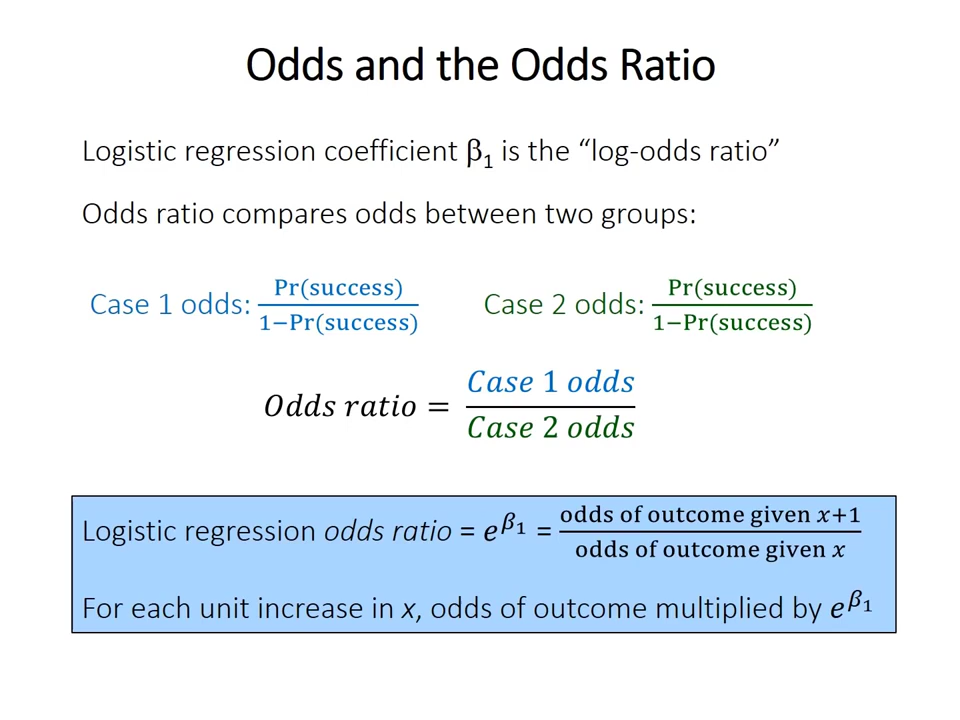 Odds and the Odds Ratio
Logistic regression coefficient β₁ is the “log-odds ratio”
Odds ratio compares odds between two groups:
Case 1 odds: Pr(success) / 1−Pr(success)
Case 2 odds: Pr(success) / 1−Pr(success)
Odds ratio = Case 1 odds / Case 2 odds
Logistic regression odds ratio = e^β₁ = odds of outcome given x+1 / odds of outcome given x
For each unit increase in x, odds of outcome multiplied by e^β₁